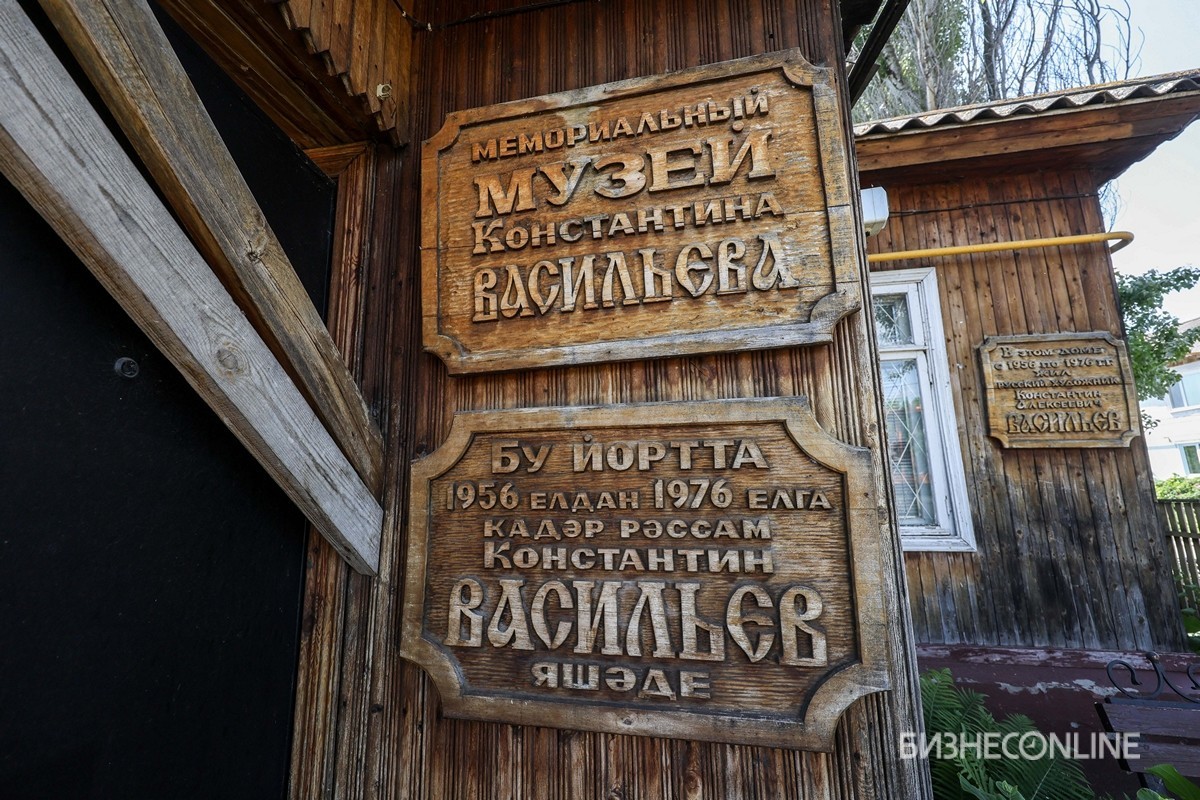 МЕМОРИАЛЬНЫЙ
МУЗЕЙ
КОНСТАНТИНА
ВАСИЛЬЕВА
БУ ЙОРТТА
1956 ЕЛДАН 1976 ЕЛГА
КАДӘР РӘССАМ
КОНСТАНТИН
ВАСИЛЬЕВ
ЯШӘДЕ
В ЭТОМ ДОМЕ
С 1956 ПО 1976 ГГ
ЖИЛ
РУССКИЙ ХУДОЖНИК
КОНСТАНТИН
АЛЕКСЕЕВИЧ
ВАСИЛЬЕВ
БИЗНЕСONLINE